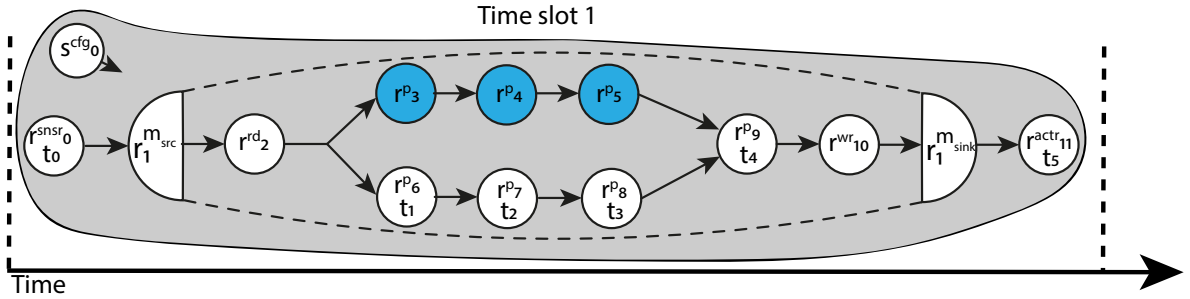 Time slot 1
s^cfg_0
r^snsr_0
t_0
r_1^m_src
r^rd_2
r^p_3
r^p_4
r^p_5
r^p_6
t_1
r^p_7
t_2
r^p_8
t_3
r^p_9
t_4
r^wr_10
r_1^m_sink
r^actr_11
t_5
Time